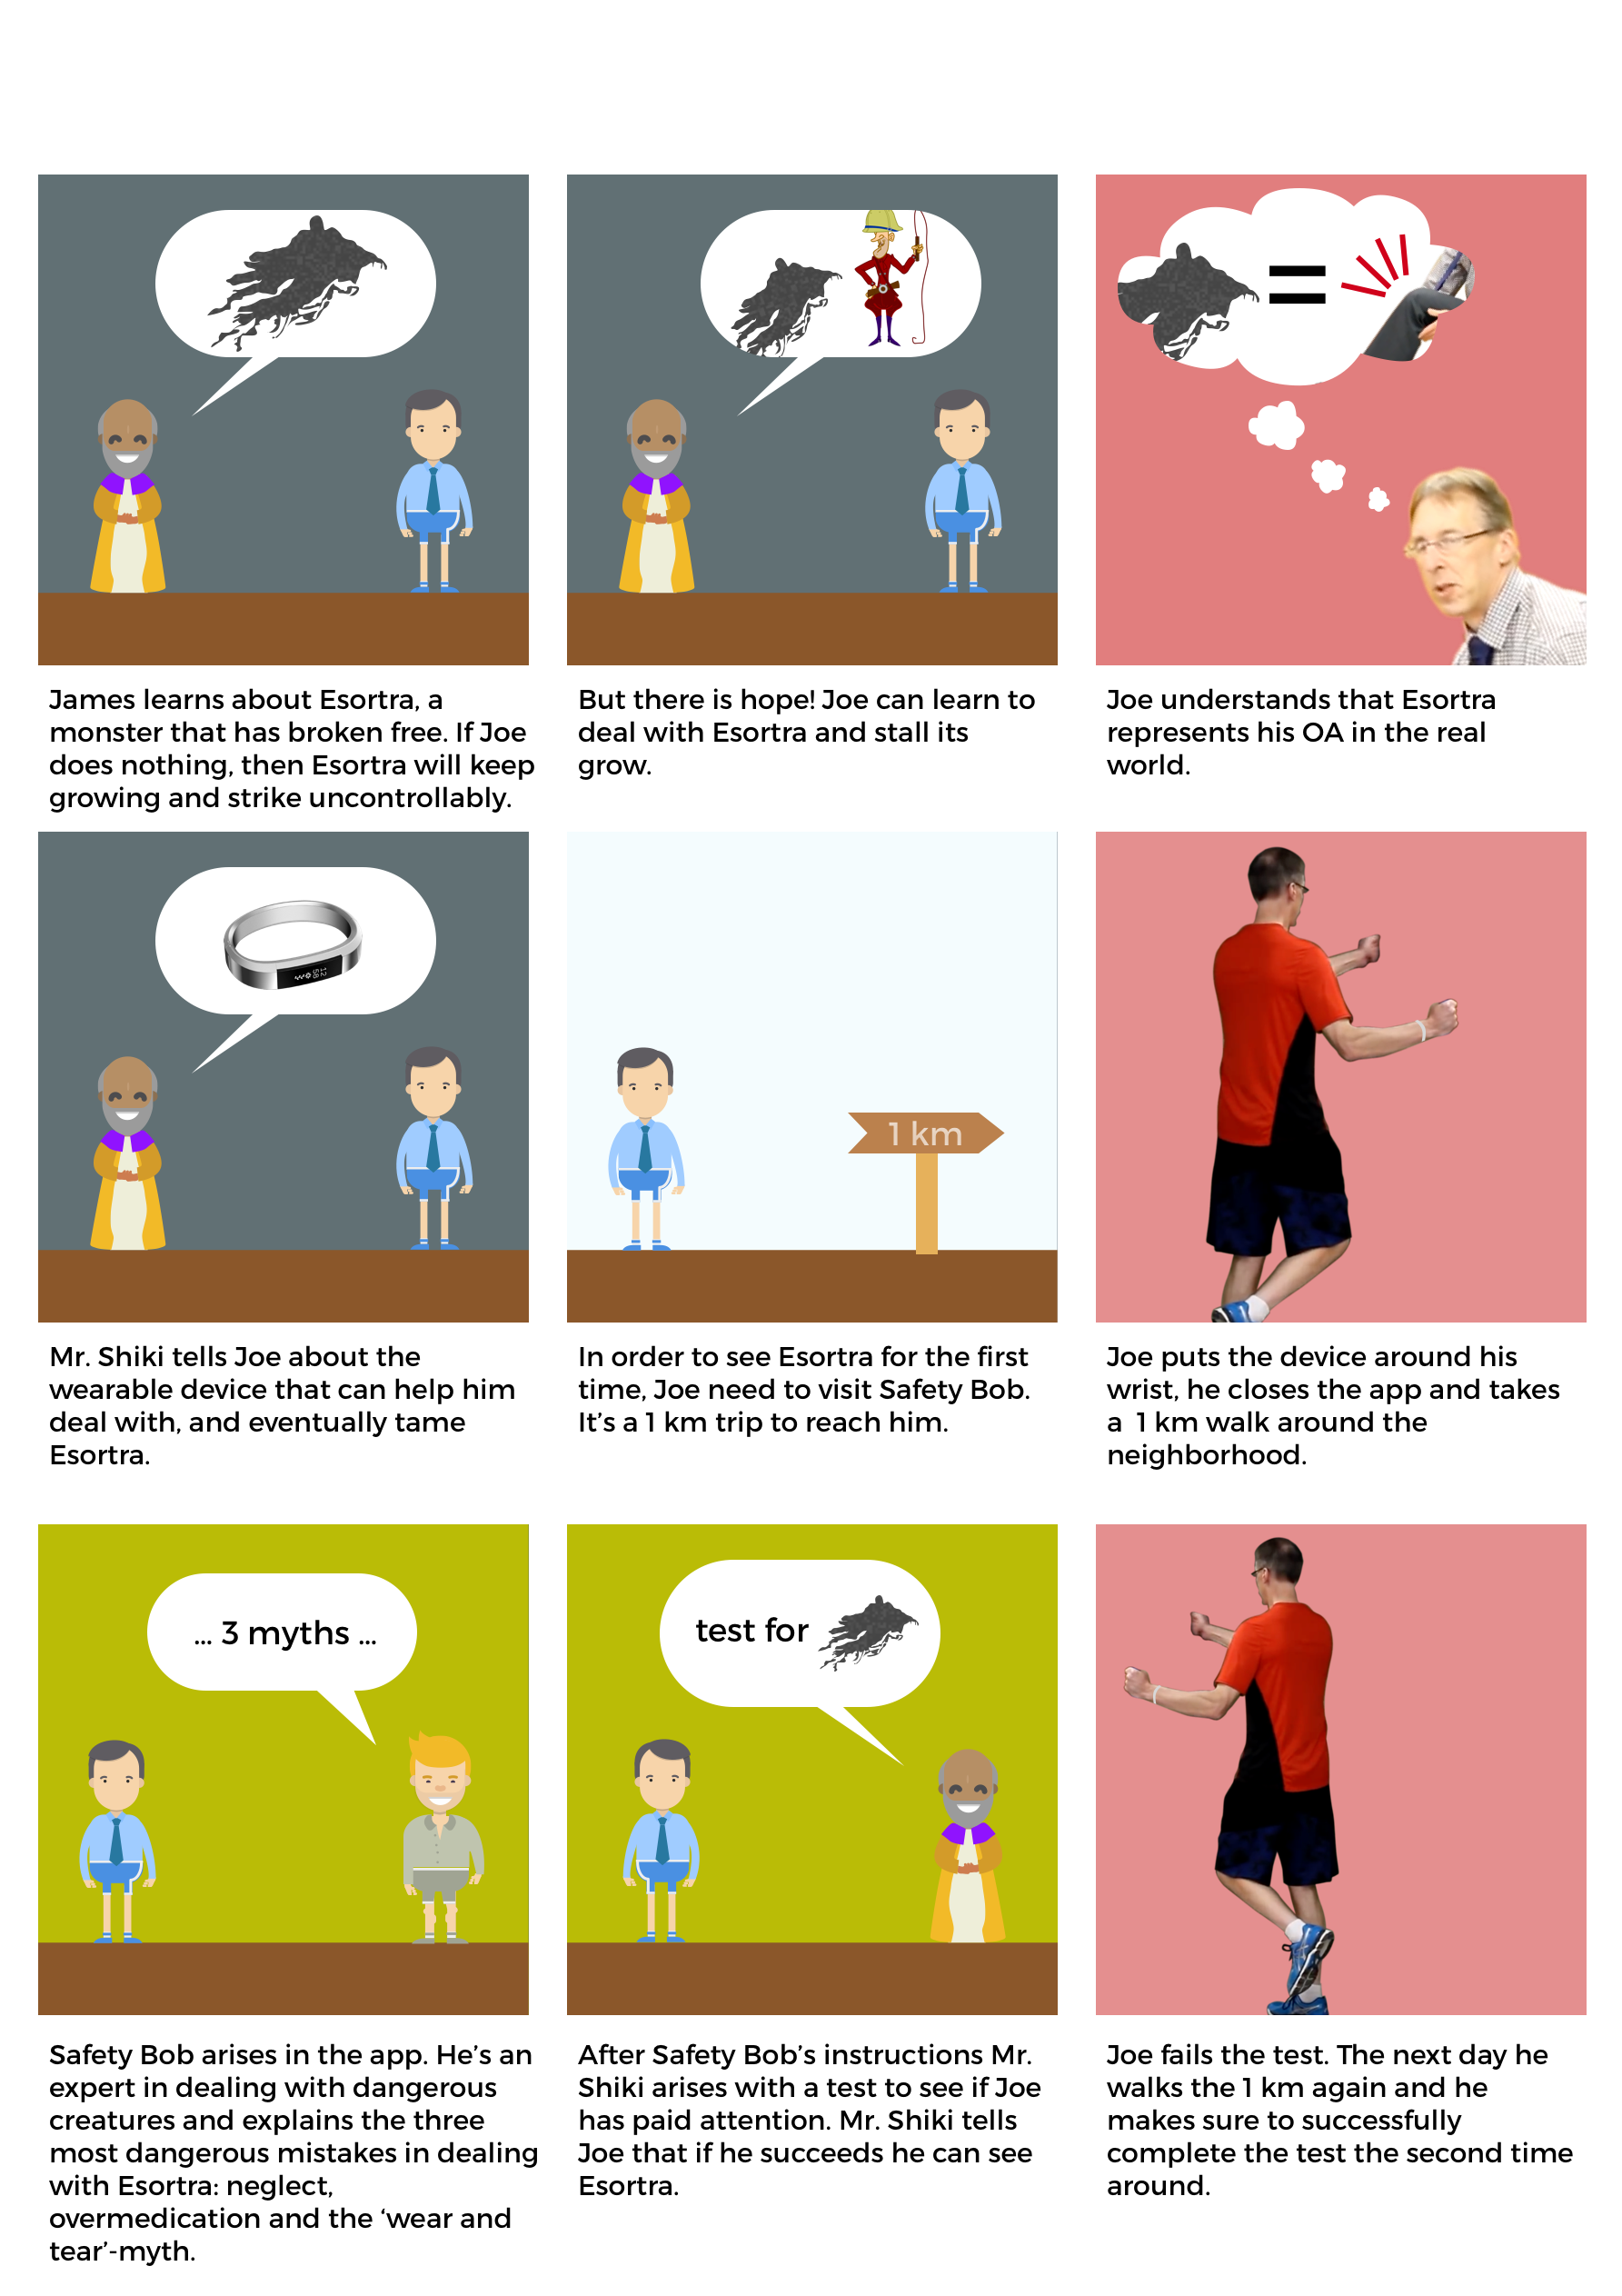 James learns about Esortra, a
monster that has broken free. If Joe
does nothing, then Esortra will keep
growing and strike uncontrollably.
But there is hope! Joe can learn to
deal with Esortra and stall its
grow.
Joe understands that Esortra
represents his OA in the real
world.
1 km
Mr. Shiki tells Joe about the
wearable device that can help him
deal with, and eventually tame
Esortra.
In order to see Esortra for the first
time, Joe need to visit Safety Bob.
It’s a 1 km trip to reach him.
Joe puts the device around his
wrist, he closes the app and takes
a  1 km walk around the
neighborhood.
... 3 myths ...
test for
Safety Bob arises in the app. He’s an
expert in dealing with dangerous
creatures and explains the three
most dangerous mistakes in dealing
with Esortra: neglect,
overmedication and the ‘wear and
tear’-myth.
After Safety Bob’s instructions Mr.
Shiki arises with a test to see if Joe
has paid attention. Mr. Shiki tells
Joe that if he succeeds he can see
Esortra.
Joe fails the test. The next day he
walks the 1 km again and he
makes sure to successfully
complete the test the second time
around.